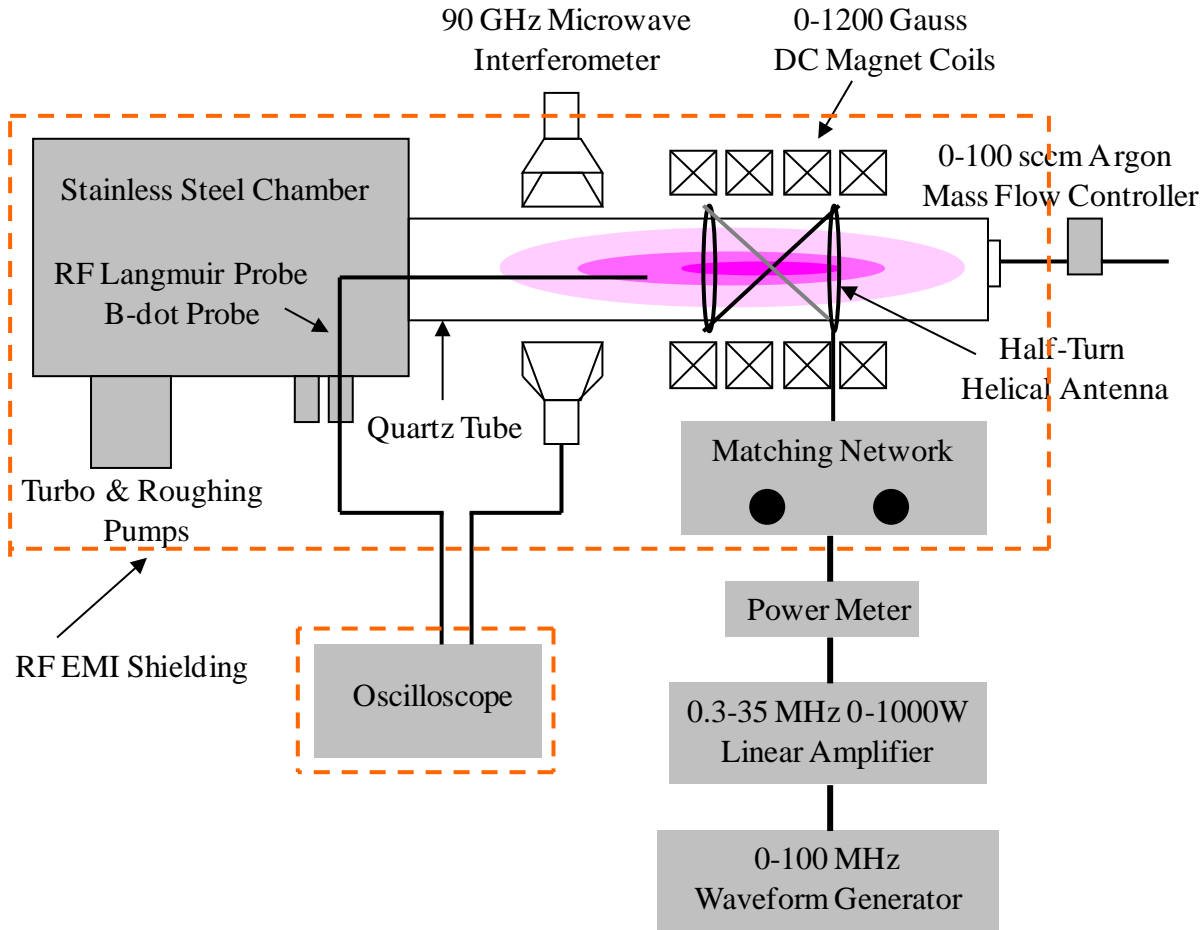 90 GHz Microwave
Interferometer
0-1200 Gauss
DC Magnet Coils
0-100 sccm Argon
Mass Flow Controller
Stainless Steel Chamber
RF Langmuir Probe
B-dot Probe
Half-Turn
Helical Antenna
Quartz Tube
Matching Network
Turbo & Roughing
Pumps
Power Meter
RF EMI Shielding
Oscilloscope
0.3-35 MHz 0-1000W
Linear Amplifier
0-100 MHz
Waveform Generator